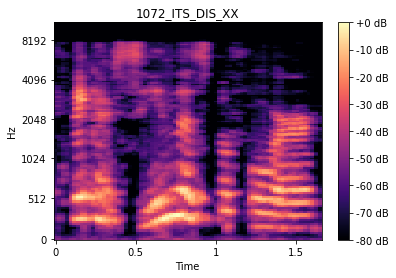 1072_ITS_DIS_XX
+0 dB
8192
-10 dB
4096
-20 dB
-30 dB
2048
-40 dB
Hz
1024
-50 dB
512
-60 dB
-70 dB
0
-80 dB
0
0.5
1
1.5
Time